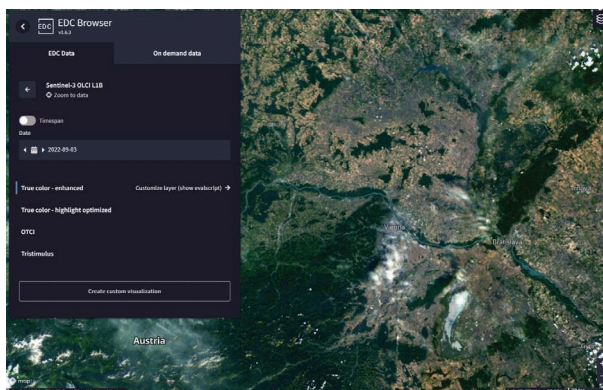 EDC
EDC Browser
v1.6.2
EDC Data
On demand data
Sentinel-3 OLCI L1B
Zoom to data
Timespan
Date
2022-09-03
True color - enhanced
Customize layer (show evalscript)
True color - highlight optimized
OTCI
Tristimulus
Create custom visualization
Vienna
Bratislava
Austria